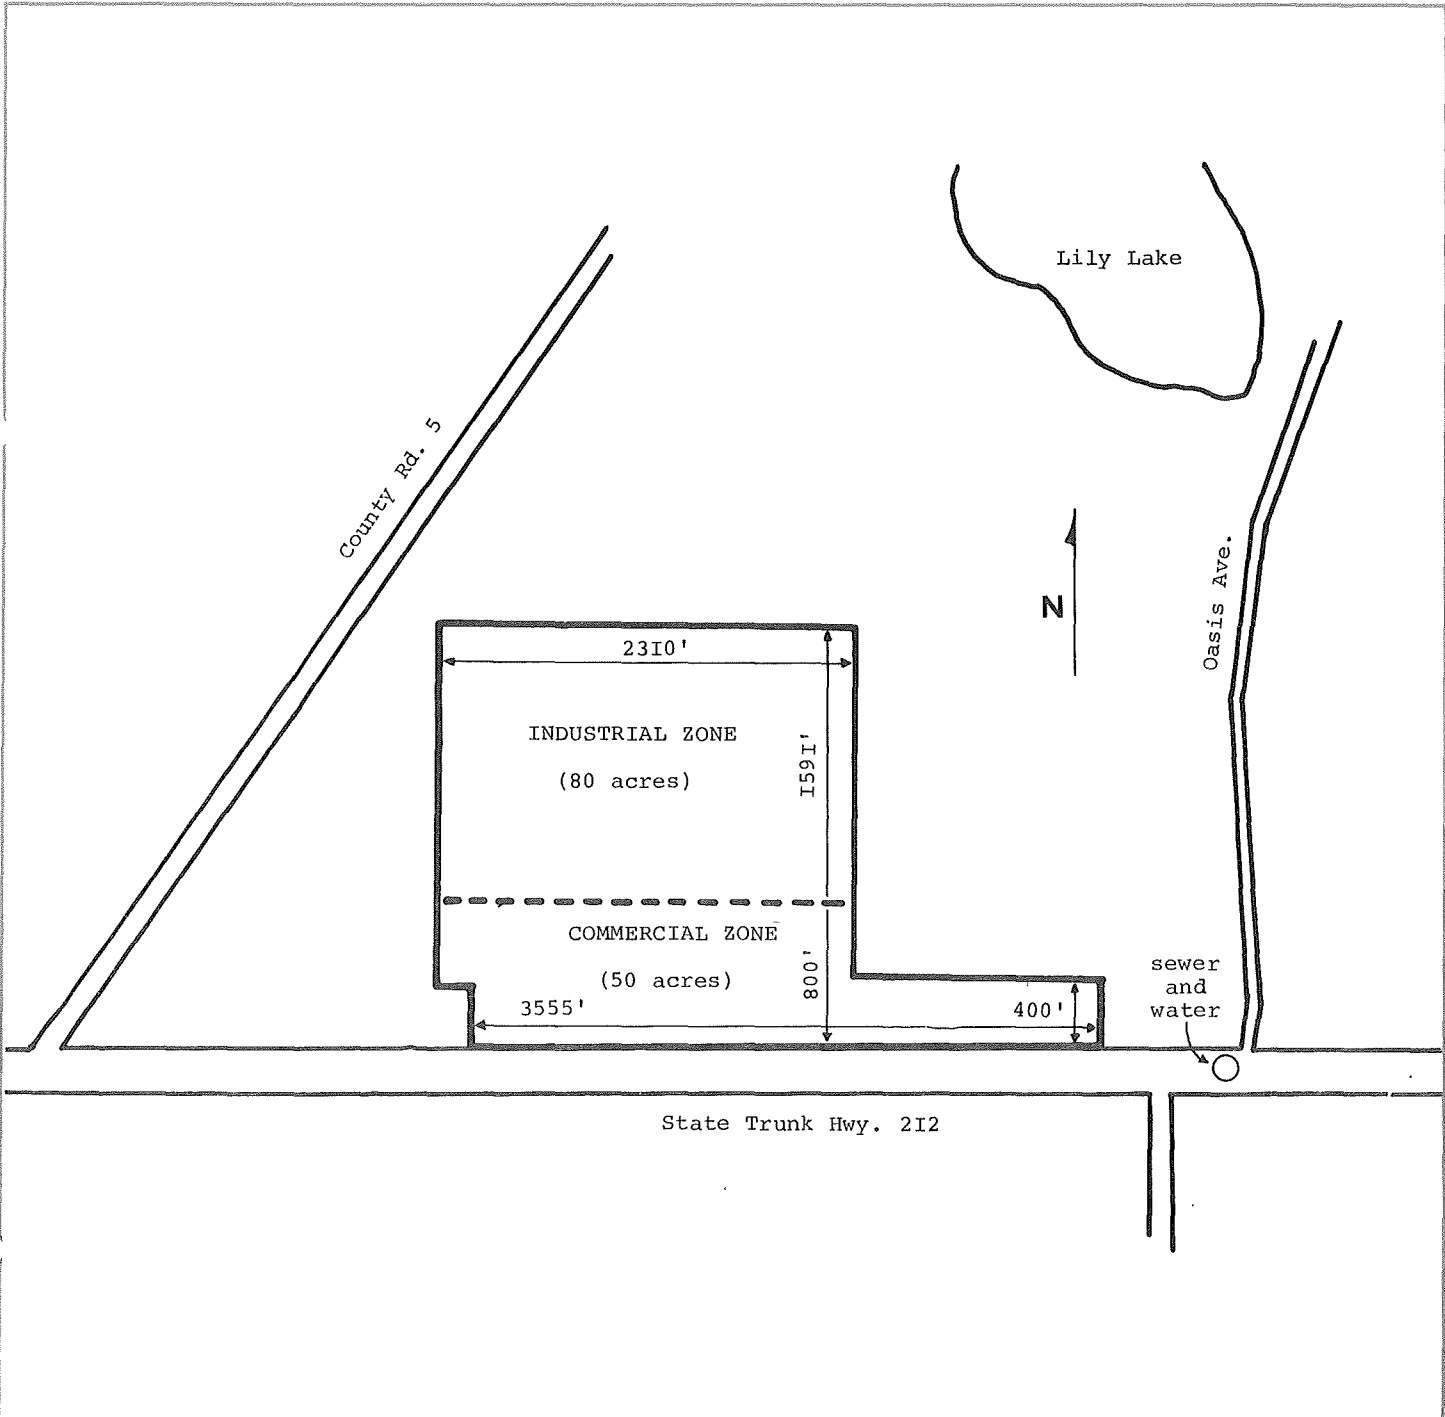 Lily Lake
County Rd. 5
N
Oasis Ave.
2310'
INDUSTRIAL ZONE
(80 acres)
1591'
COMMERCIAL ZONE
(50 acres)
800'
3555'
400'
sewer
and
water
State Trunk Hwy. 212